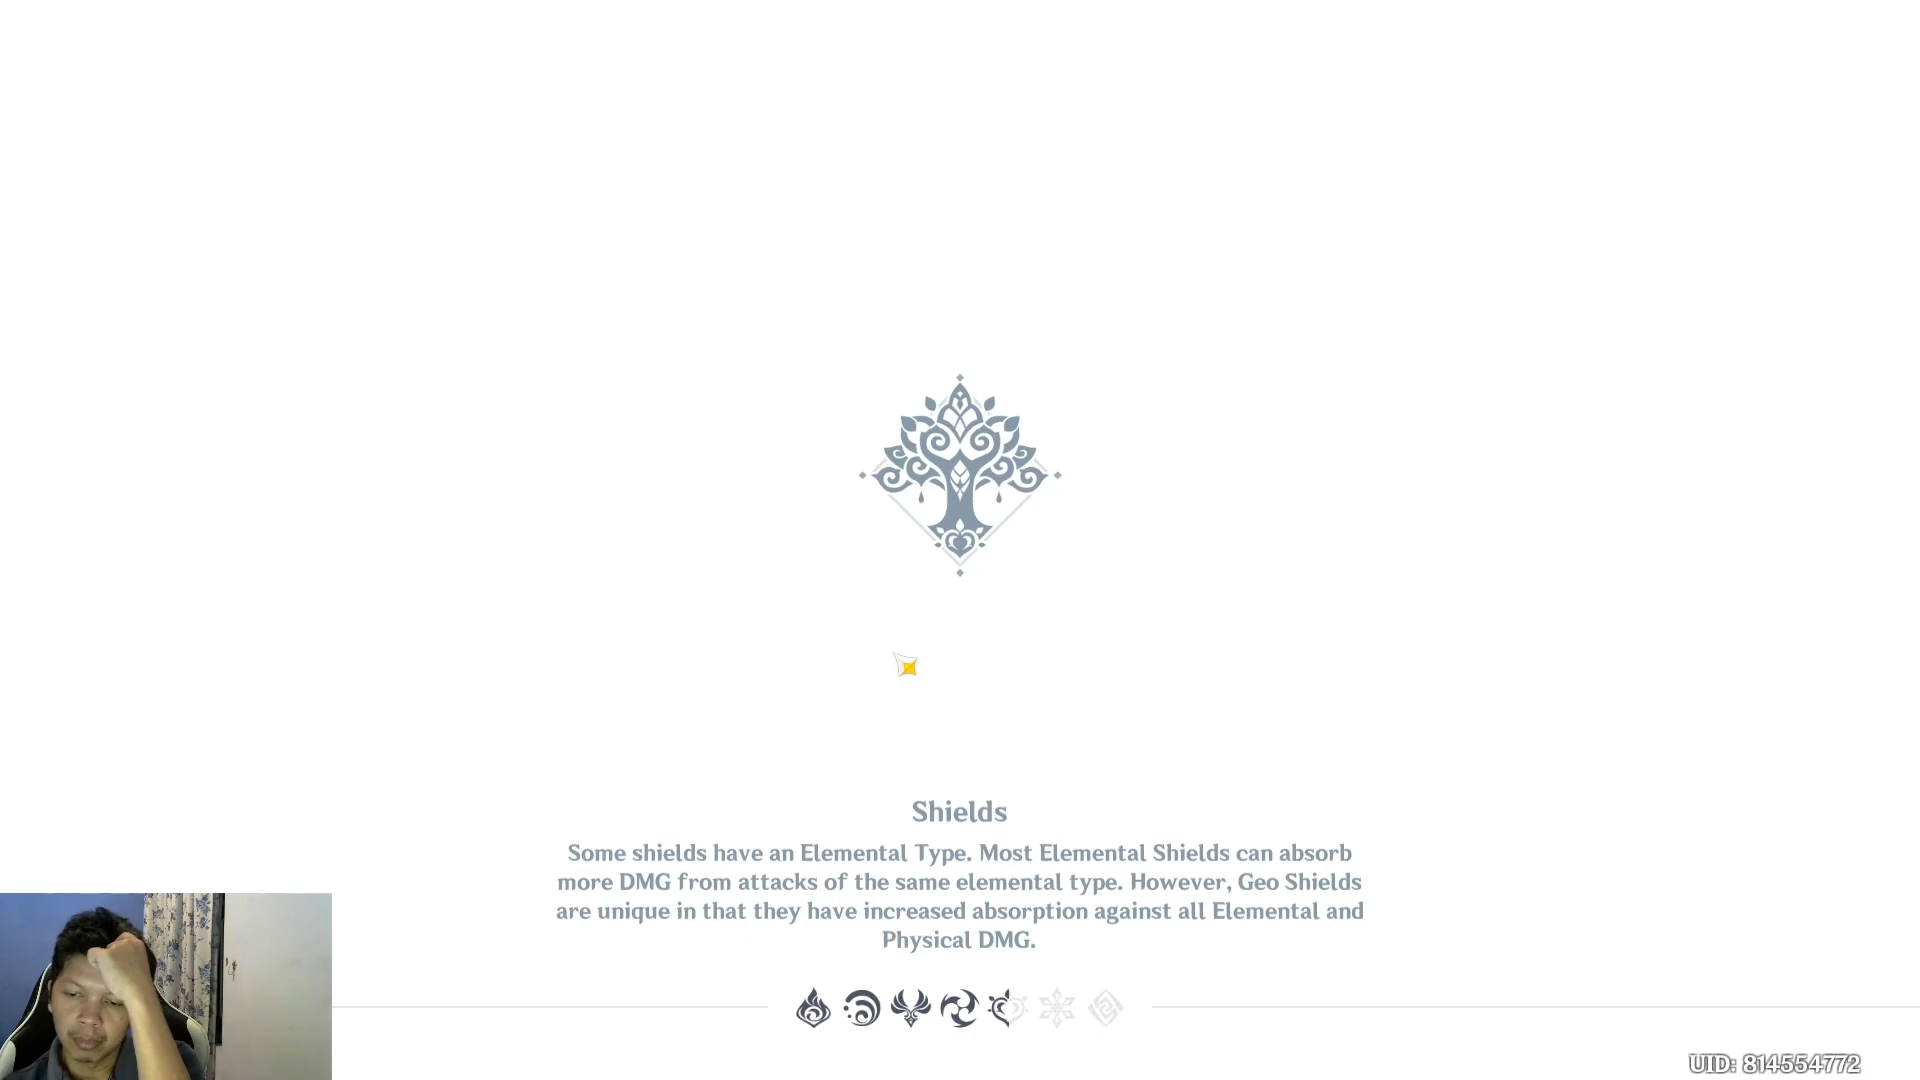 Shields
Some shields have an Elemental Type. Most Elemental Shields can absorb
more DMG from attacks of the same elemental type. However, Geo Shields
are unique in that they have increased absorption against all Elemental and
Physical DMG.
UID: 814554772